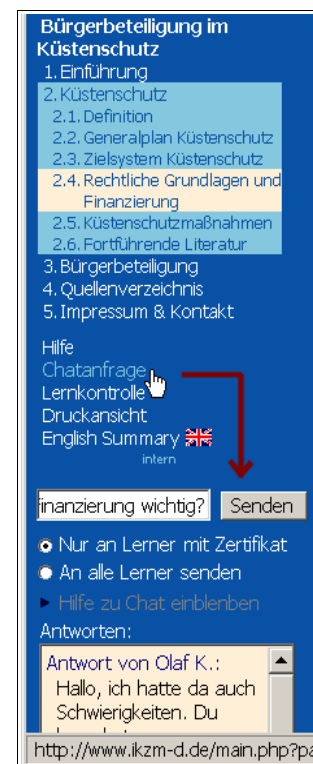 Bürgerbeteiligung im
Küstenschutz
1. Einführung
2. Küstenschutz
2.1. Definition
2.2. Generalplan Küstenschutz
2.3. Zielsystem Küstenschutz
2.4. Rechtliche Grundlagen und
Finanzierung
2.5. Küstenschutzmaßnahmen
2.6. Fortführende Literatur
3. Bürgerbeteiligung
4. Quellenverzeichnis
5. Impressum & Kontakt
Hilfe
Chatanfrage
Lernkontrolle
Druckansicht
English Summary
intern
Finanzierung wichtig? Senden
Nur an Lerner mit Zertifikat
An alle Lerner senden
Hilfe zu Chat einblenben
Antworten:
Antwort von Olaf K.:
Hallo, ich hatte da auch
Schwierigkeiten. Du
http://www.ikzm-d.de/main.php?pa